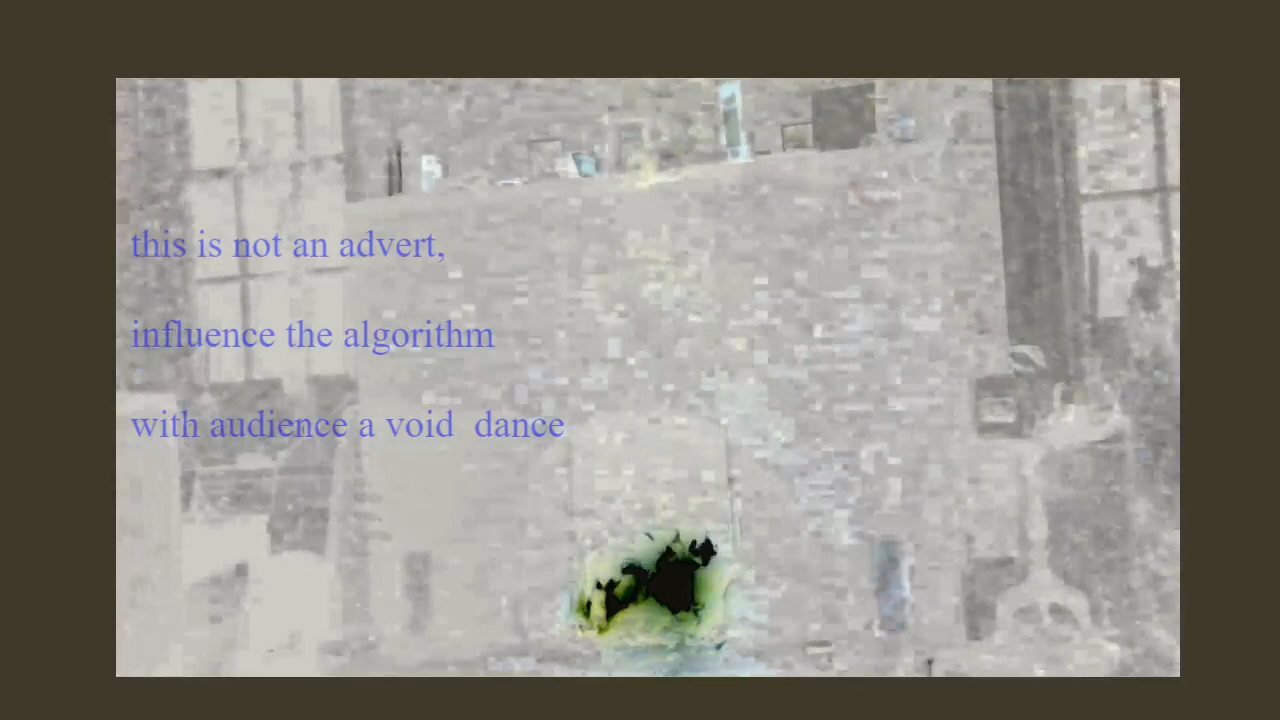 this is not an advert,
influence the algorithm
with audience a void  dance